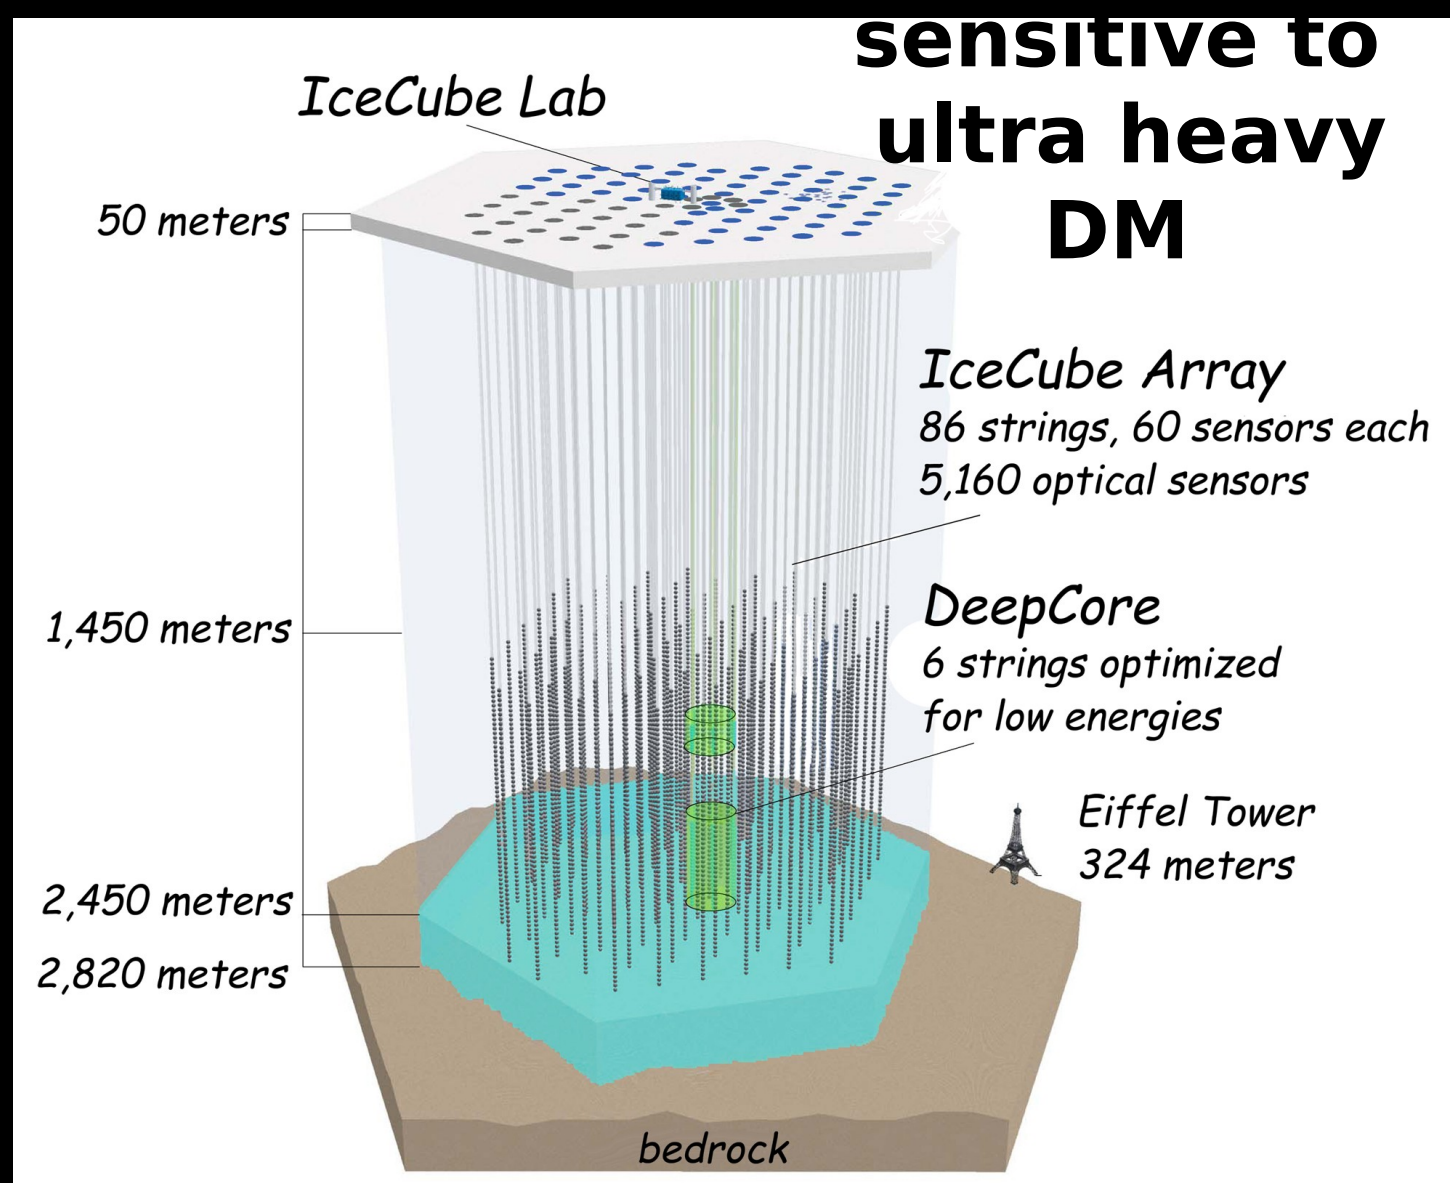 sensitive to
ultra heavy
DM
IceCube Lab
50 meters
IceCube Array
86 strings, 60 sensors each
5,160 optical sensors
DeepCore
6 strings optimized
for low energies
1,450 meters
Eiffel Tower
324 meters
2,450 meters
2,820 meters
bedrock